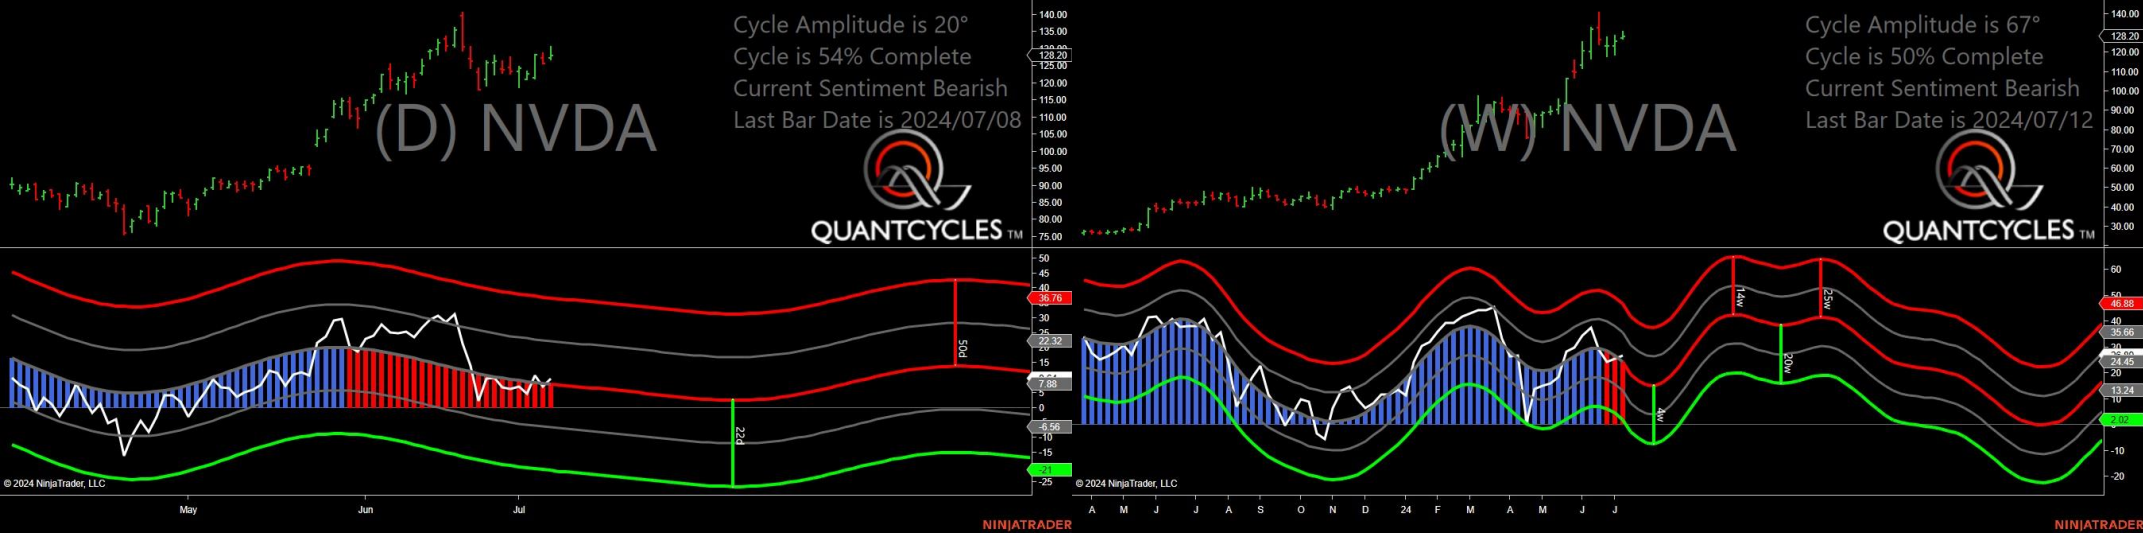 Cycle Amplitude is 20°
Cycle is 54% Complete
Current Sentiment Bearish
Last Bar Date is 2024/07/08
(D) NVDA
QUANTCYCLES TM
140.00
135.00
128.20
125.00
120.00
115.00
110.00
105.00
100.00
95.00
90.00
85.00
80.00
75.00
50
45
40
36.76
30
25
22.32
15
7.88
5
0
-6.56
-10
-15
-21
-25
50d
22d
© 2024 NinjaTrader, LLC
May
Jun
Jul
NINJATRADER
Cycle Amplitude is 67°
Cycle is 50% Complete
Current Sentiment Bearish
Last Bar Date is 2024/07/12
(W) NVDA
QUANTCYCLES TM
140.00
128.20
120.00
110.00
100.00
90.00
80.00
70.00
60.00
50.00
40.00
30.00
60
46.88
40
35.66
30
24.45
20
13.24
10
2.02
-10
-20
14w
25w
20w
4w
© 2024 NinjaTrader, LLC
A M J J A S O N D 24 F M A M J J
NINJATRADER